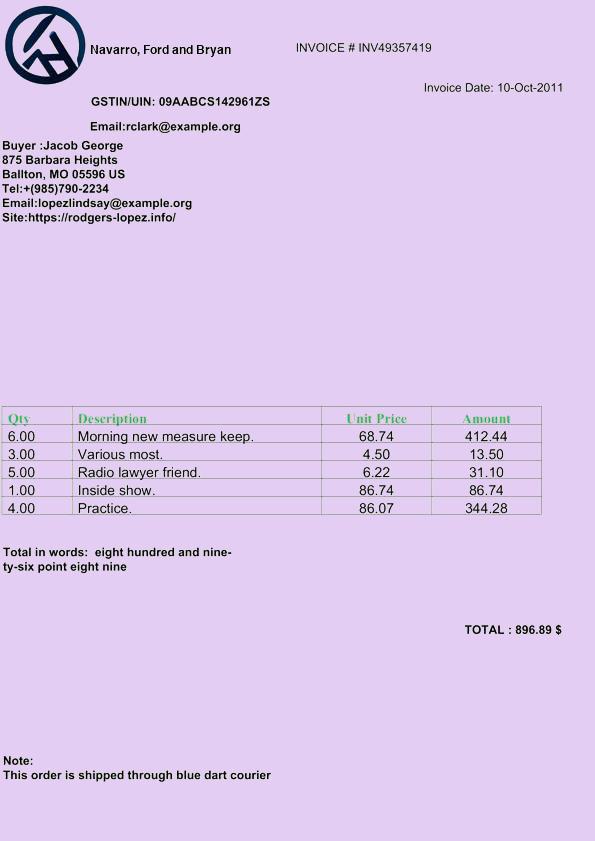 Navarro, Ford and Bryan
INVOICE # INV49357419
Invoice Date: 10-Oct-2011
GSTIN/UIN: 09AABCS142961ZS
Email:rclark@example.org
Buyer :Jacob George
875 Barbara Heights
Ballton, MO 05596 US
Tel:+(985)790-2234
Email:lopezlindsay@example.org
Site:https://rodgers-lopez.info/
Qty Description Unit Price Amount
6.00 Morning new measure keep. 68.74 412.44
3.00 Various most. 4.50 13.50
5.00 Radio lawyer friend. 6.22 31.10
1.00 Inside show. 86.74 86.74
4.00 Practice. 86.07 344.28
Total in words:  eight hundred and nine-
ty-six point eight nine
TOTAL : 896.89 $
Note:
This order is shipped through blue dart courier